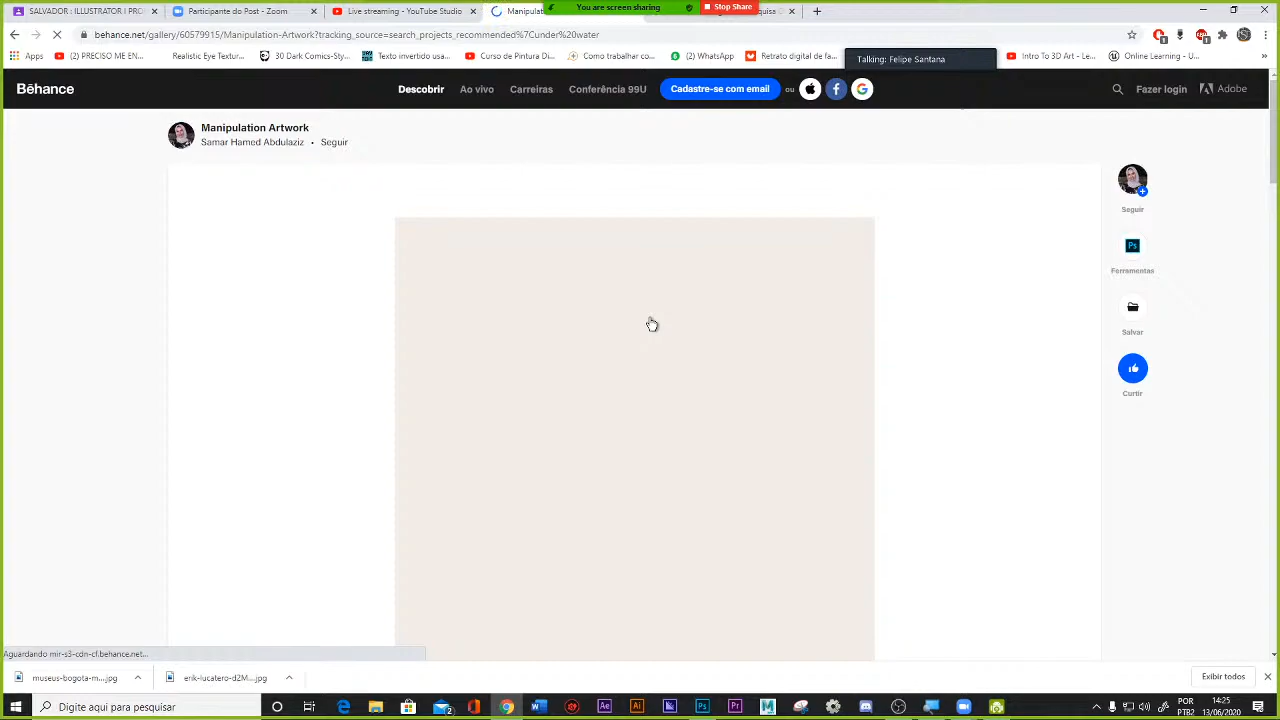 SALVADOR : ILLUSTRATOR I PRO
Participante do Post - Zoom
Live streaming - YouTube Studio
Manipulat
You are screen sharing
Stop Share
quisa
behance.net/gallery/60579915/Manipulation-Artwork?tracking_source=search_projects_recommended%7Cunder%20water
Apps
(2) PRECISO ME EN...
Realistic Eye Textur...
30 Dark Comics-Sty...
Texto invertido usa...
Curso de Pintura Di...
Como trabalhar co...
(2) WhatsApp
Retrato digital de fa...
Talking: Felipe Santana
Intro To 3D Art - Le...
Online Learning - U...
Bēhance
Descobrir
Ao vivo
Carreiras
Conferência 99U
Cadastre-se com email
ou
Fazer login
Adobe
Manipulation Artwork
Samar Hamed Abdulaziz • Seguir
Seguir
Ps
Ferramentas
Salvar
Curtir
Aguardando mir-s3-cdn-cf.behance.net...
museus-bogota-m....jpg
erik-lucatero-d2M....jpg
Exibir todos
Digite aqui para pesquisar
POR
PTB2
14:25
13/06/2020